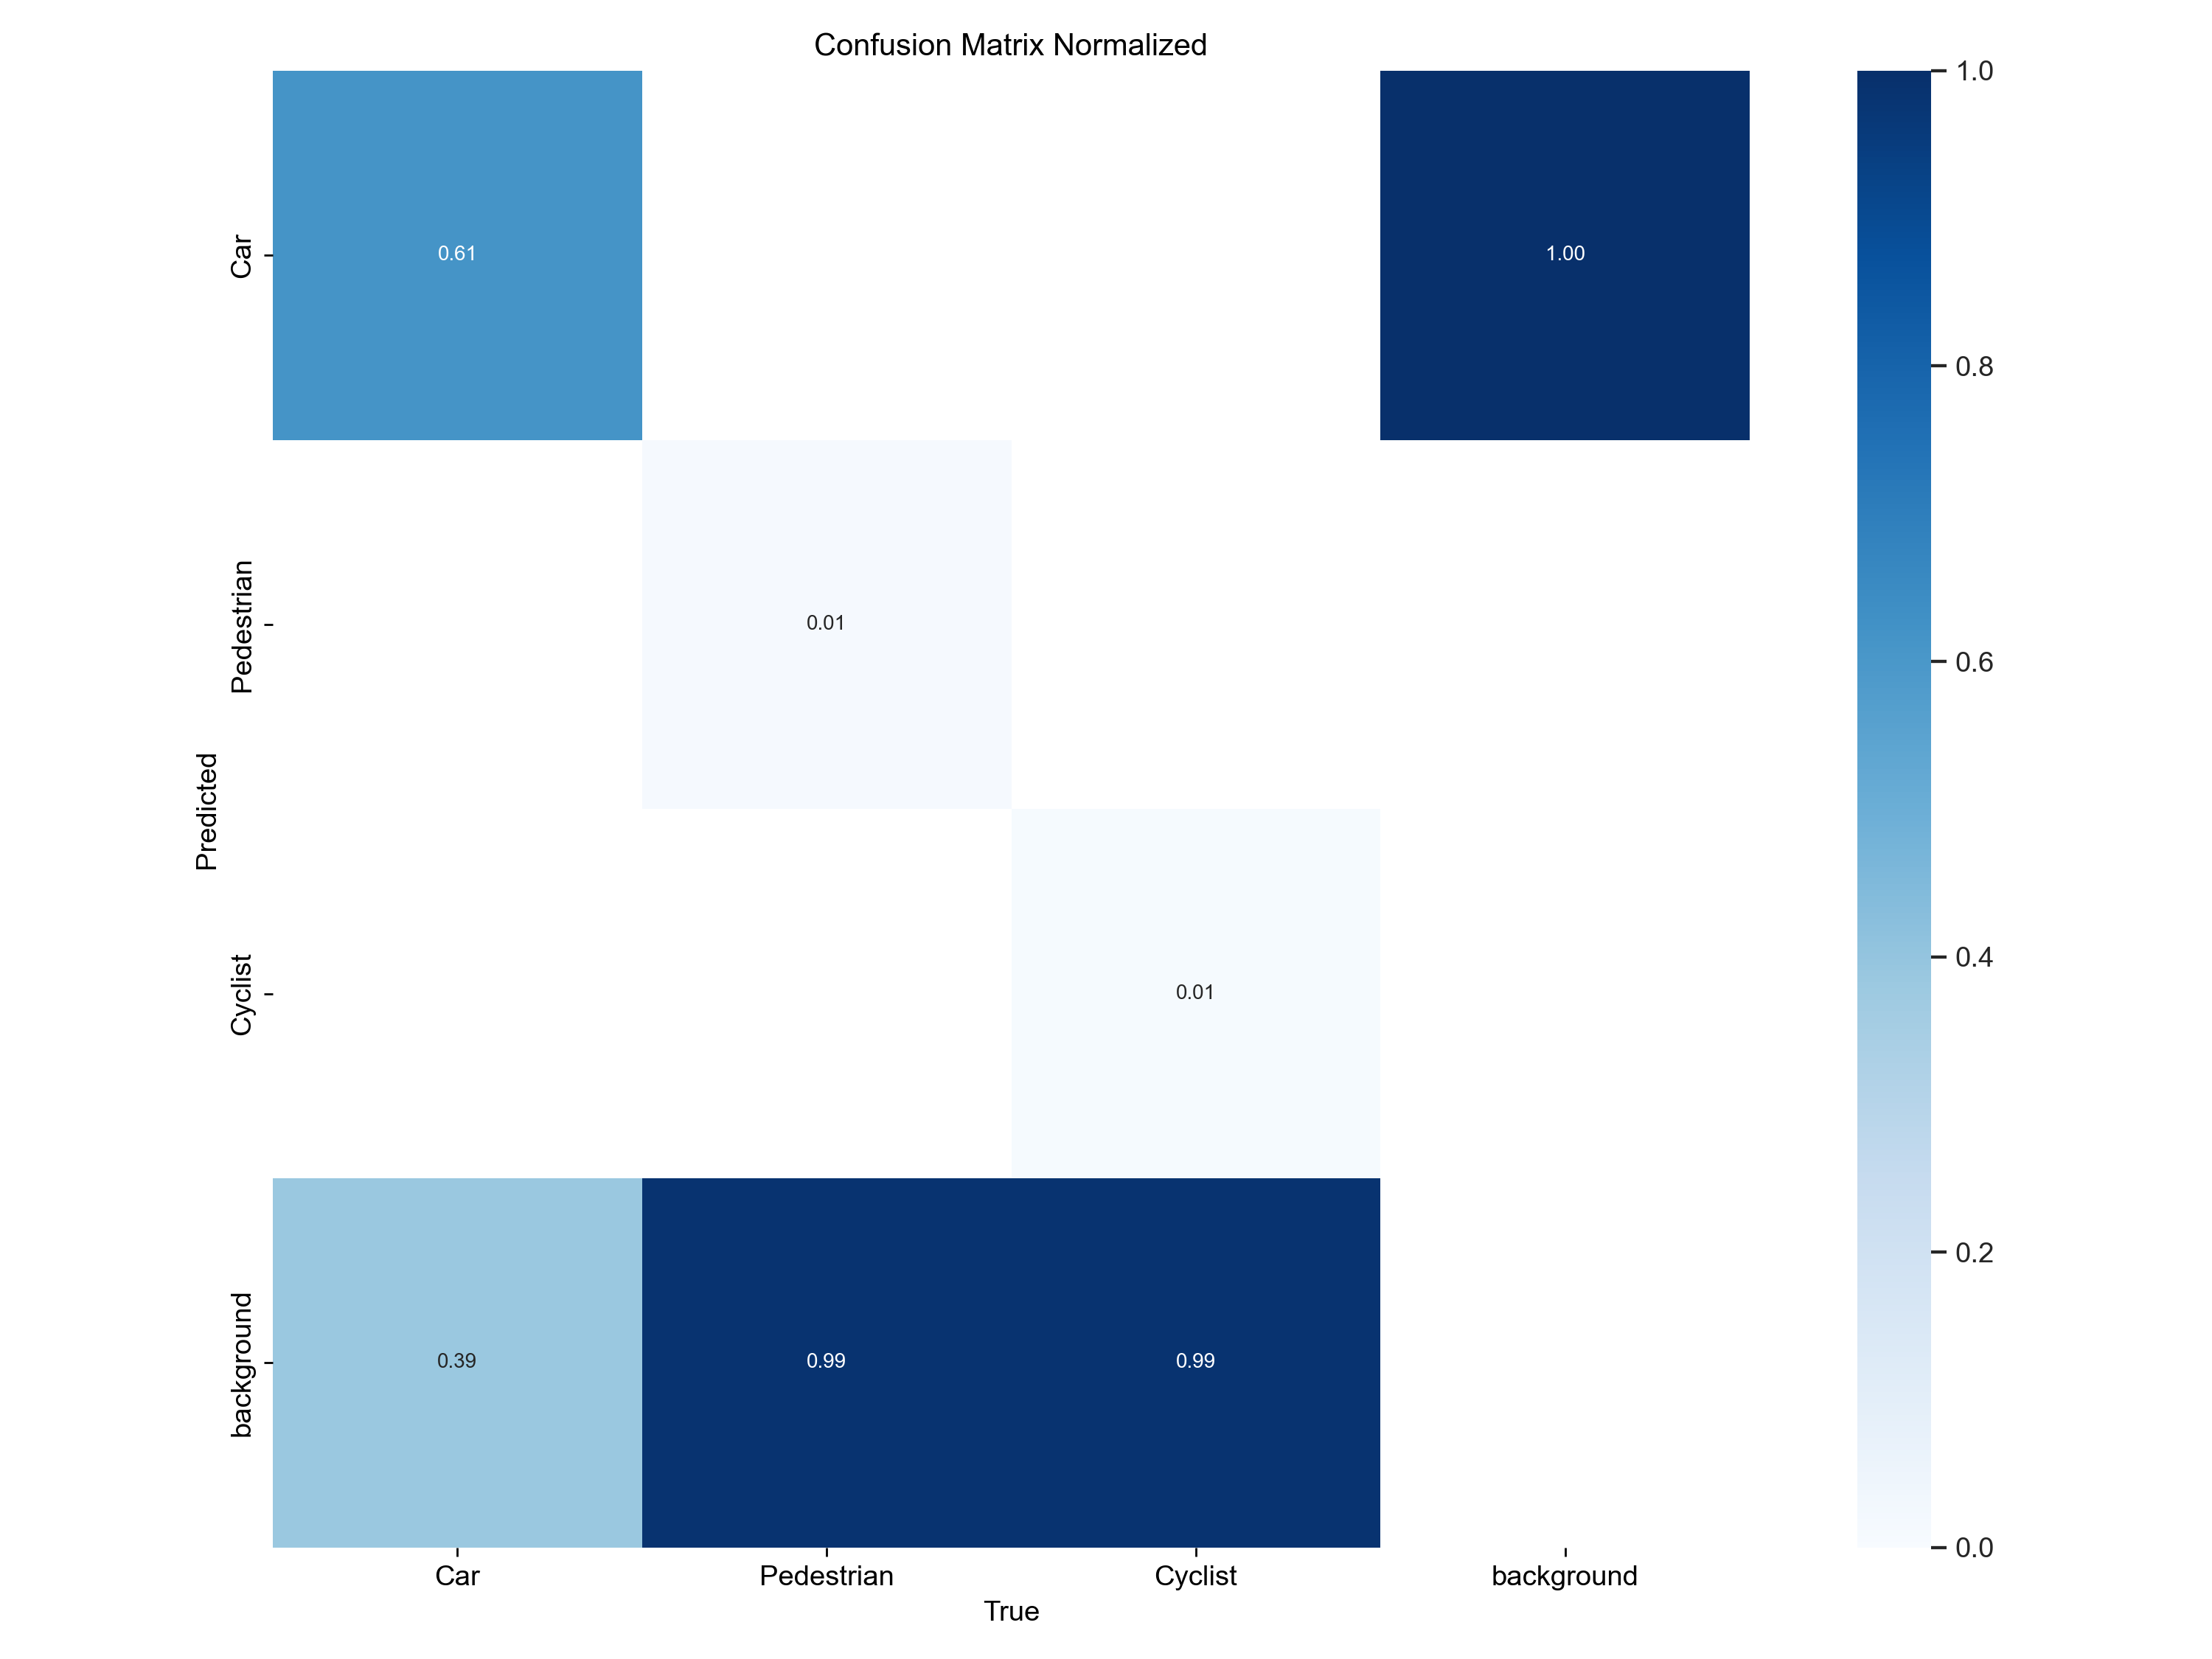 Confusion Matrix Normalized
Car
Pedestrian
Cyclist
background
Predicted
0.61
1.00
0.01
0.01
0.39
0.99
0.99
Car
Pedestrian
Cyclist
background
True
1.0
0.8
0.6
0.4
0.2
0.0